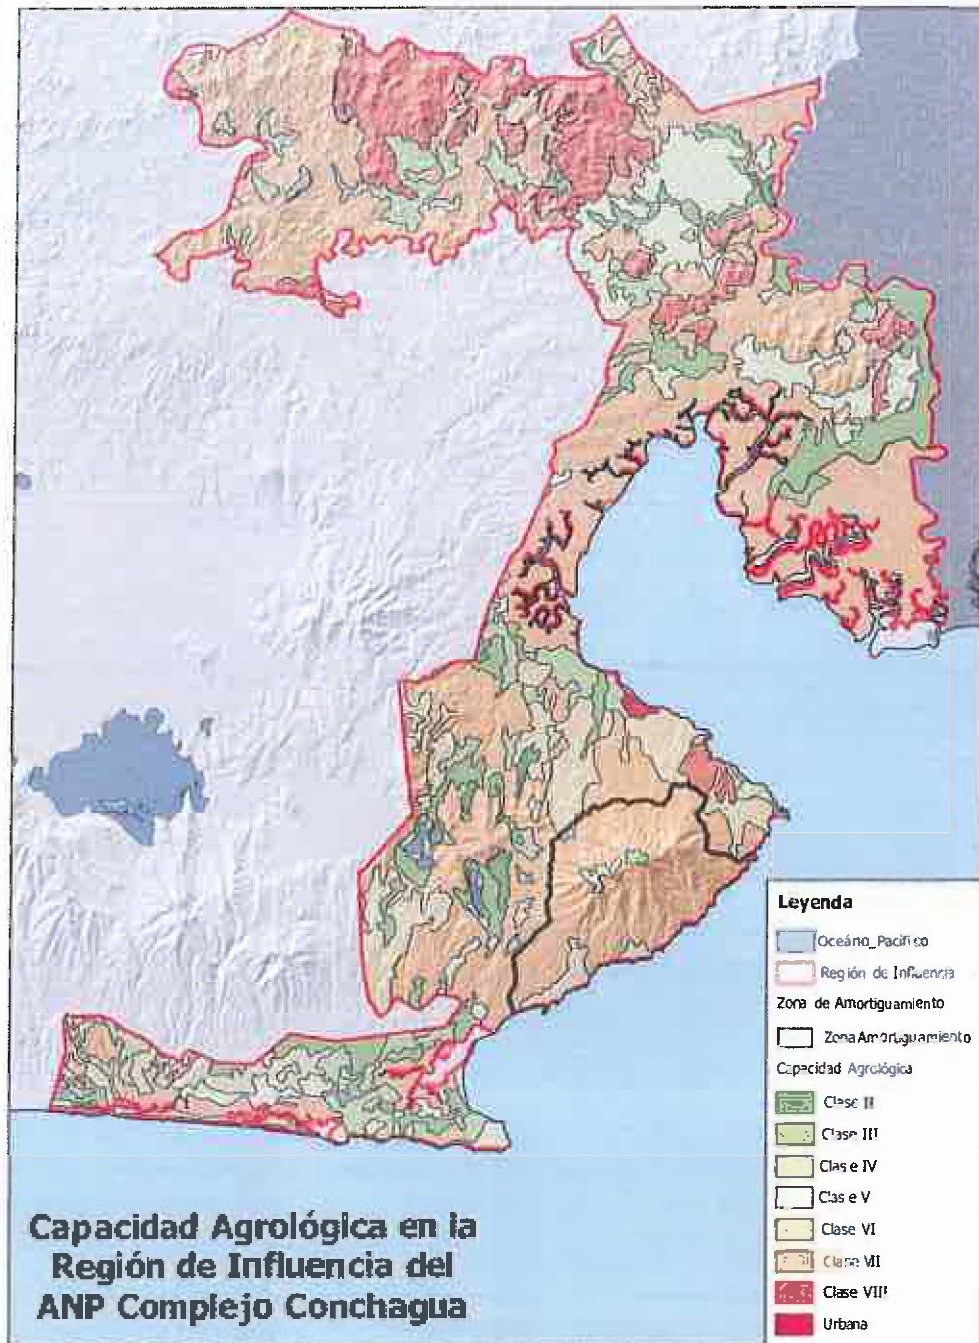 Leyenda
Océano_Pacifico
Región de Influencia
Zona de Amortiguamiento
Zona Amortiguamiento
Capacidad Agrológica
Clase II
Clase III
Clase IV
Clase V
Clase VI
Clase VII
Clase VIII
Urbana
Capacidad Agrológica en la
Región de Influencia del
ANP Complejo Conchagua